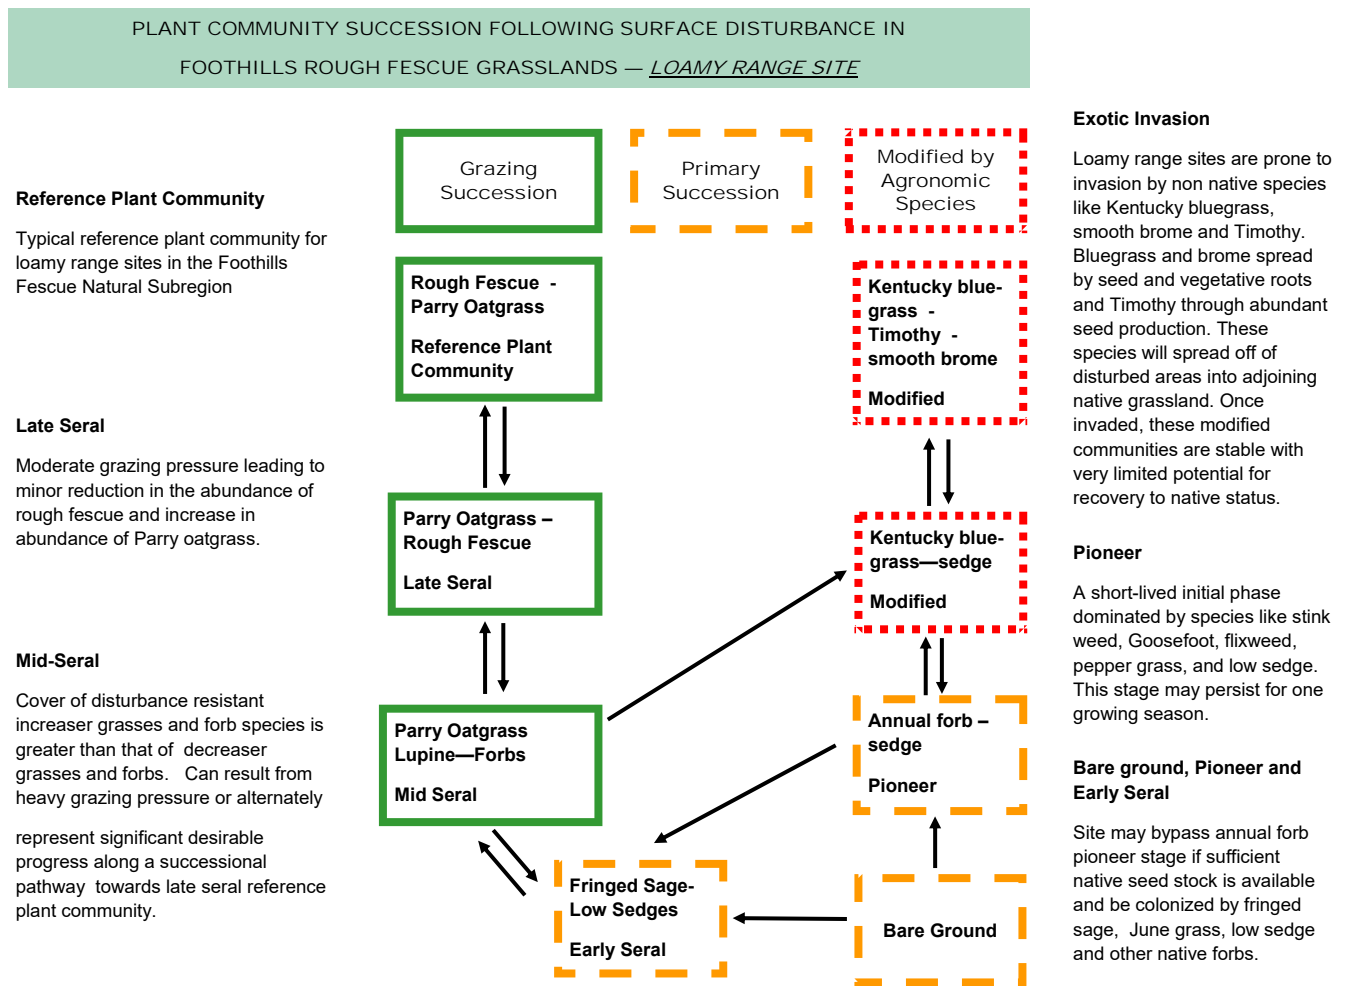 PLANT COMMUNITY SUCCESSION FOLLOWING SURFACE DISTURBANCE IN
FOOTHILLS ROUGH FESCUE GRASSLANDS — LOAMY RANGE SITE
Reference Plant Community
Typical reference plant community for
loamy range sites in the Foothills
Fescue Natural Subregion
Late Seral
Moderate grazing pressure leading to
minor reduction in the abundance of
rough fescue and increase in
abundance of Parry oatgrass.
Mid-Seral
Cover of disturbance resistant
increaser grasses and forb species is
greater than that of decreaser
grasses and forbs. Can result from
heavy grazing pressure or alternately
represent significant desirable
progress along a successional
pathway towards late seral reference
plant community.
Grazing
Succession
Primary
Succession
Modified by
Agronomic
Species
Rough Fescue -
Parry Oatgrass
Reference Plant
Community
Parry Oatgrass –
Rough Fescue
Late Seral
Parry Oatgrass
Lupine—Forbs
Mid Seral
Fringed Sage-
Low Sedges
Early Seral
Kentucky blue-
grass -
Timothy -
smooth brome
Modified
Kentucky blue-
grass—sedge
Modified
Annual forb –
sedge
Pioneer
Bare Ground
Exotic Invasion
Loamy range sites are prone to
invasion by non native species
like Kentucky bluegrass,
smooth brome and Timothy.
Bluegrass and brome spread
by seed and vegetative roots
and Timothy through abundant
seed production. These
species will spread off of
disturbed areas into adjoining
native grassland. Once
invaded, these modified
communities are stable with
very limited potential for
recovery to native status.
Pioneer
A short-lived initial phase
dominated by species like stink
weed, Goosefoot, flixweed,
pepper grass, and low sedge.
This stage may persist for one
growing season.
Bare ground, Pioneer and
Early Seral
Site may bypass annual forb
pioneer stage if sufficient
native seed stock is available
and be colonized by fringed
sage, June grass, low sedge
and other native forbs.